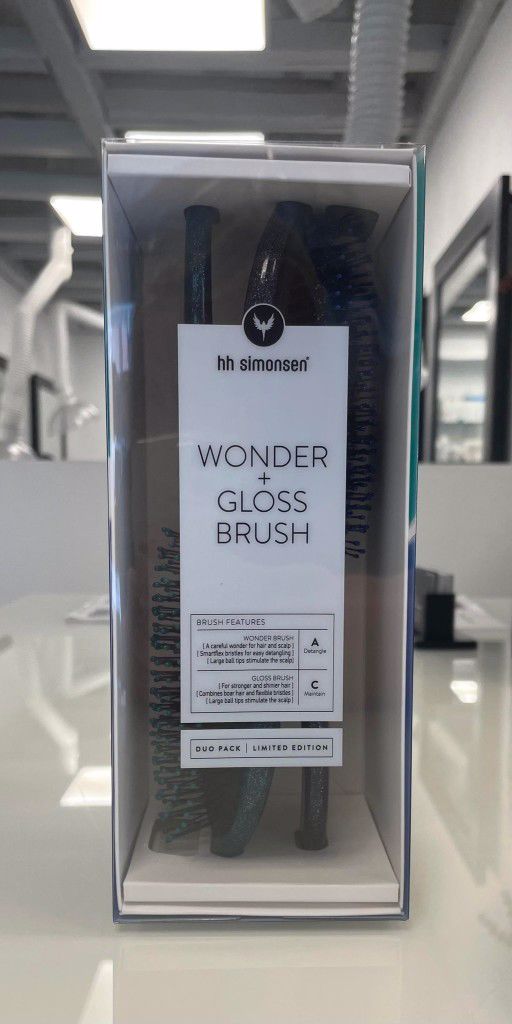 hh simonsen®
WONDER
+
GLOSS
BRUSH
BRUSH FEATURES
WONDER BRUSH
[ A careful wonder for hair and scalp ]
[ Smartflex bristles for easy detangling ]
[ Large ball tips stimulate the scalp ]
A
Detangle
GLOSS BRUSH
[ For stronger and shinier hair ]
[ Combines boar hair and flexible bristles ]
[ Large ball tips stimulate the scalp ]
C
Maintain
DUO PACK | LIMITED EDITION